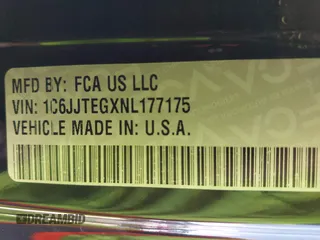 MFD BY: FCA US LLC
VIN: 1C6JJTEGXNL177175
VEHICLE MADE IN: U.S.A.
DREAMBID